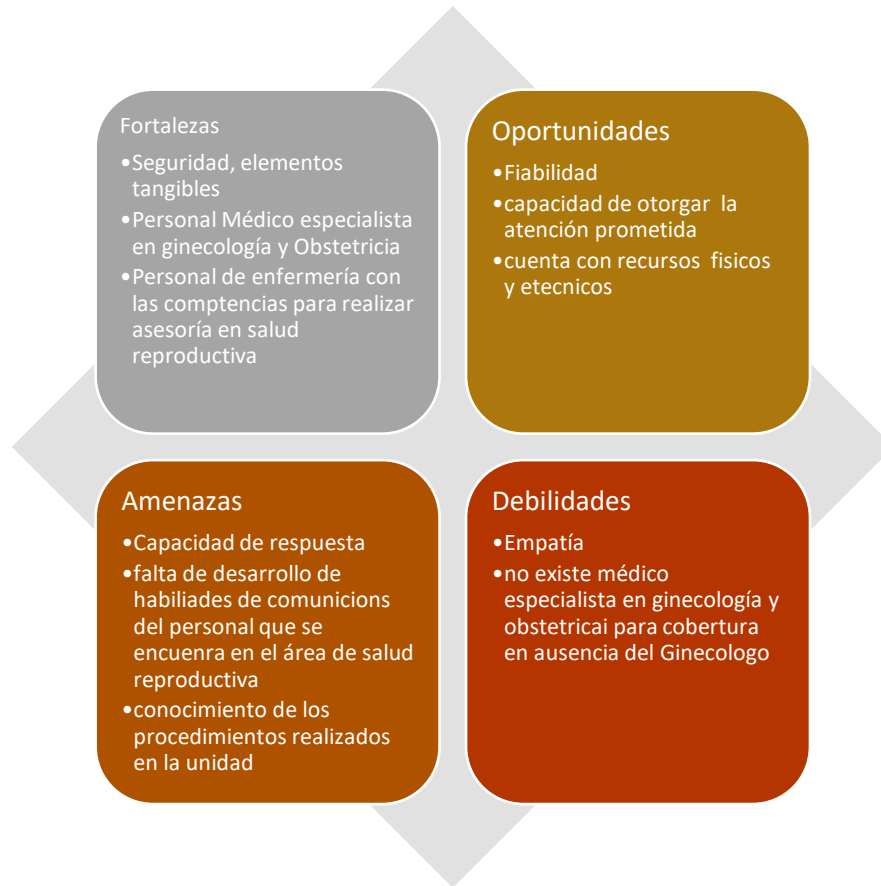 Fortalezas
•Seguridad, elementos
tangibles
•Personal Médico especialista
en ginecología y Obstetricia
•Personal de enfermería con
las comptencias para realizar
asesoría en salud
reproductiva
Oportunidades
•Fiabilidad
•capacidad de otorgar la
atención prometida
•cuenta con recursos fisicos
y etecnicos
Amenazas
•Capacidad de respuesta
•falta de desarrollo de
habiliades de comunicions
del personal que se
encuenra en el área de salud
reproductiva
•conocimiento de los
procedimientos realizados
en la unidad
Debilidades
•Empatía
•no existe médico
especialista en ginecología y
obstetricai para cobertura
en ausencia del Ginecologo